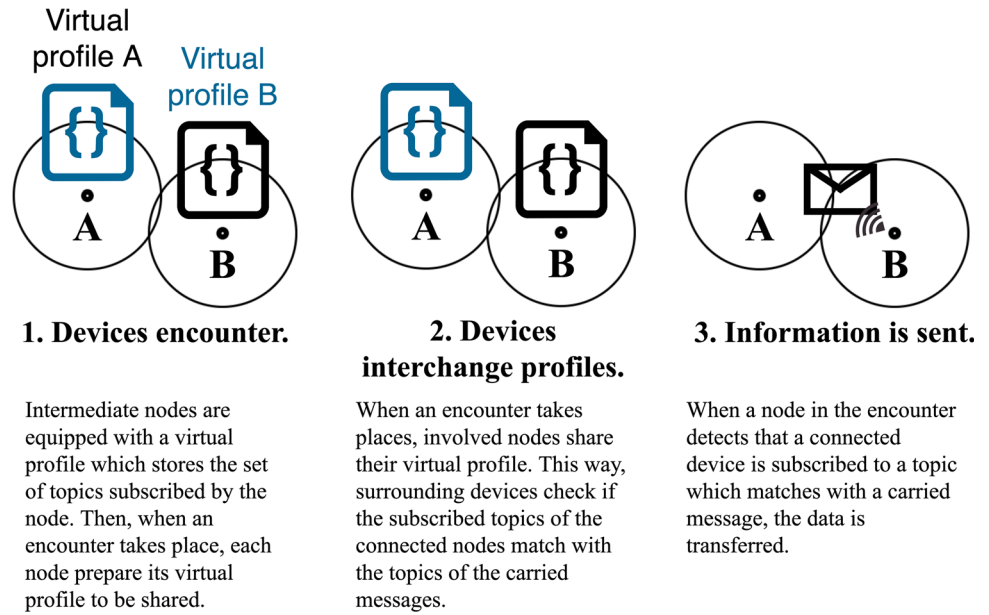 Virtual
profile A
Virtual
profile B
{}
{}
A
B
1. Devices encounter.
Intermediate nodes are
equipped with a virtual
profile which stores the set
of topics subscribed by the
node. Then, when an
encounter takes place, each
node prepare its virtual
profile to be shared.
{}
{}
A
B
2. Devices
interchange profiles.
When an encounter takes
places, involved nodes share
their virtual profile. This way,
surrounding devices check if
the subscribed topics of the
connected nodes match with
the topics of the carried
messages.
A
B
3. Information is sent.
When a node in the encounter
detects that a connected
device is subscribed to a topic
which matches with a carried
message, the data is
transferred.